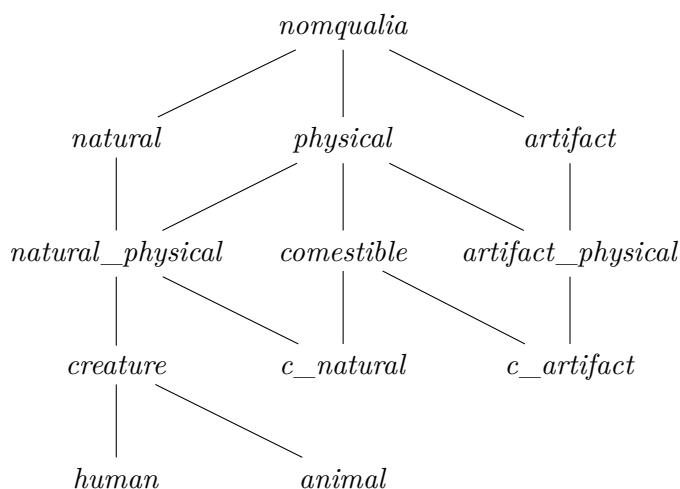 nomqualia
natural physical artifact
natural_physical comestible artifact_physical
creature c_natural c_artifact
human animal